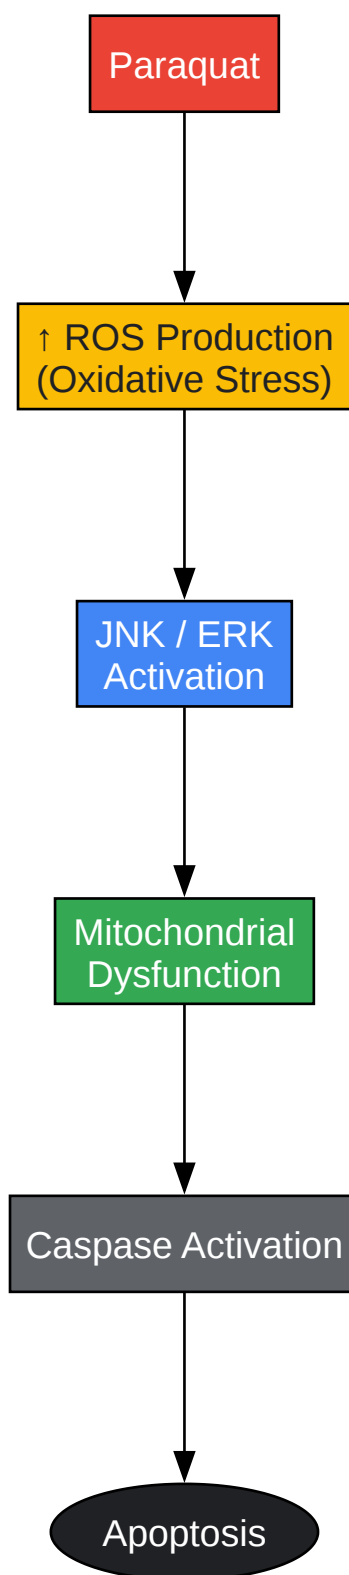 Paraquat
↑ ROS Production
(Oxidative Stress)
JNK / ERK
Activation
Mitochondrial
Dysfunction
Caspase Activation
Apoptosis